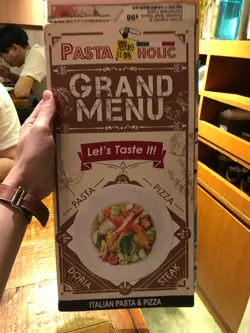 PASTA HOLIC
GRAND
MENU
Let's Taste It!
PASTA
PIZZA
DORIA
STEAK
ITALIAN PASTA & PIZZA